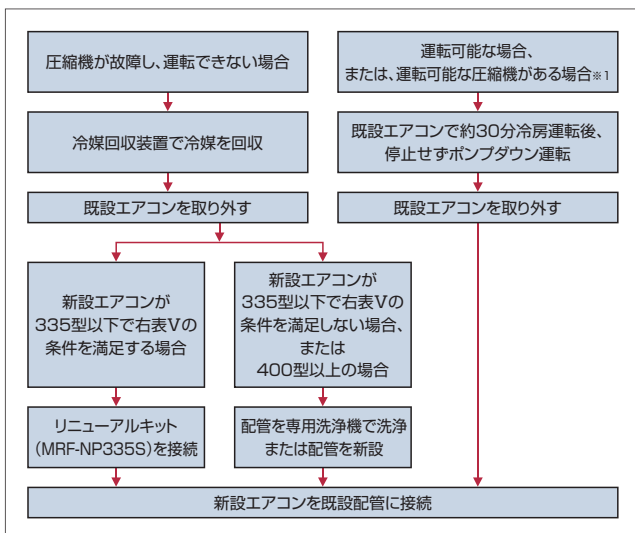 圧縮機が故障し、運転できない場合
運転可能な場合、
または、運転可能な圧縮機がある場合※1
冷媒回収装置で冷媒を回収
既設エアコンで約30分冷房運転後、
停止せずポンプダウン運転
既設エアコンを取り外す
既設エアコンを取り外す
新設エアコンが
335型以下で右表Vの
条件を満足する場合
新設エアコンが
335型以下で右表Vの
条件を満足しない場合、
または
400型以上の場合
リニューアルキット
(MRF-NP335S)を接続
配管を専用洗浄機で洗浄
または配管を新設
新設エアコンを既設配管に接続